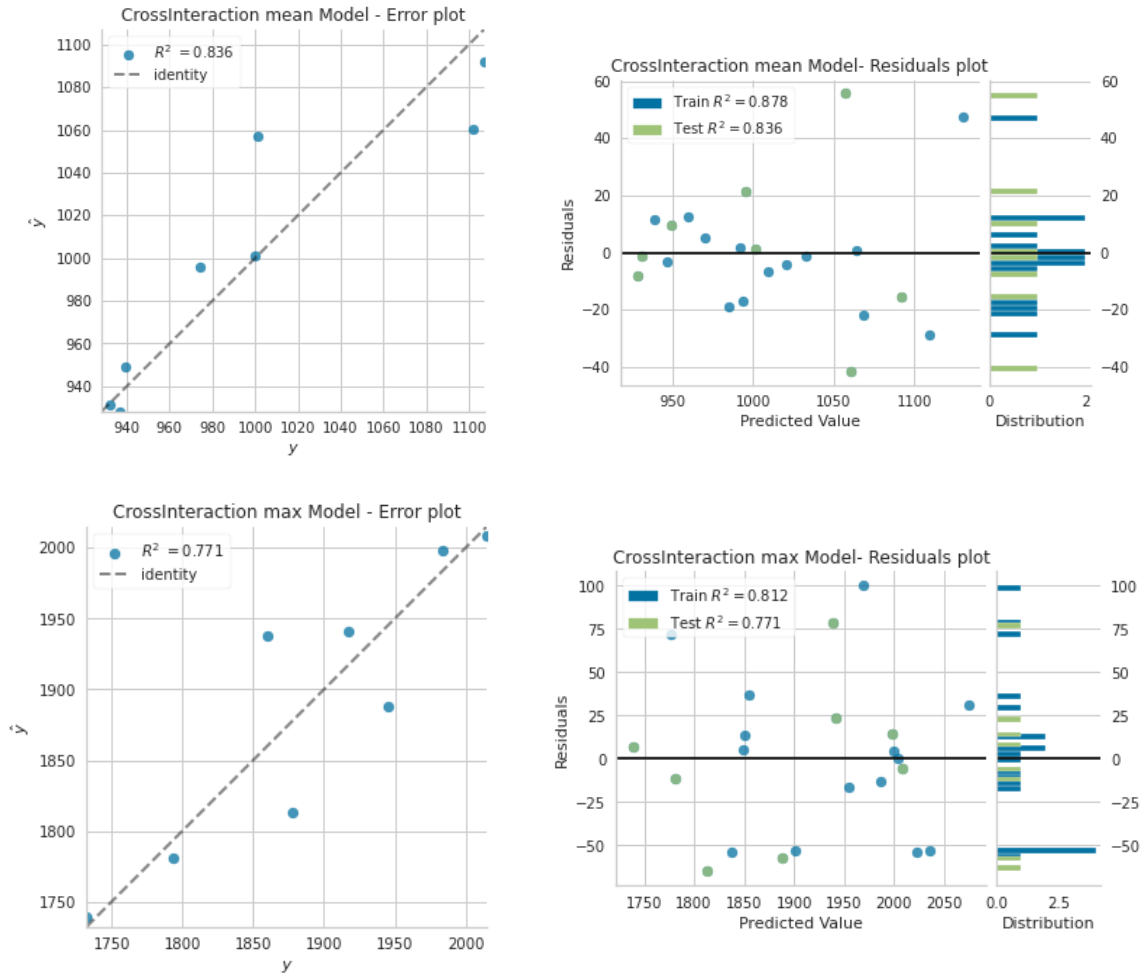 CrossInteraction mean Model - Error plot
R² = 0.836
identity
1100
1080
1060
1040
1020
1000
980
960
940
ŷ
940 960 980 1000 1020 1040 1060 1080 1100
y
CrossInteraction mean Model- Residuals plot
Train R² = 0.878
Test R² = 0.836
60
40
20
0
−20
−40
Residuals
950 1000 1050 1100
Predicted Value
60
40
20
0
−20
−40
0 2
Distribution
CrossInteraction max Model - Error plot
R² = 0.771
identity
2000
1950
1900
1850
1800
1750
ŷ
1750 1800 1850 1900 1950 2000
y
CrossInteraction max Model- Residuals plot
Train R² = 0.812
Test R² = 0.771
100
75
50
25
0
−25
−50
Residuals
1750 1800 1850 1900 1950 2000 2050
Predicted Value
100
75
50
25
0
−25
−50
0.0 2.5
Distribution